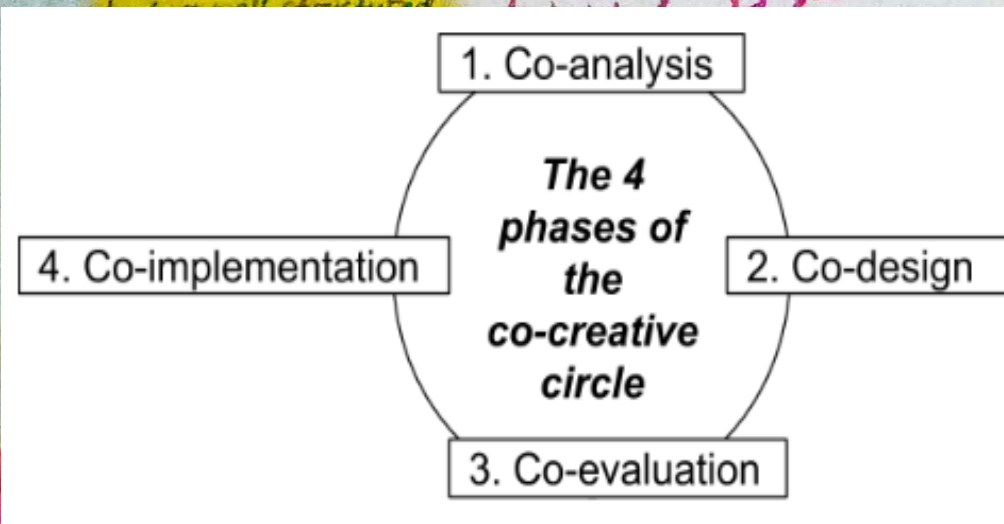 1. Co-analysis
The 4
phases of
the
co-creative
circle
4. Co-implementation
2. Co-design
3. Co-evaluation